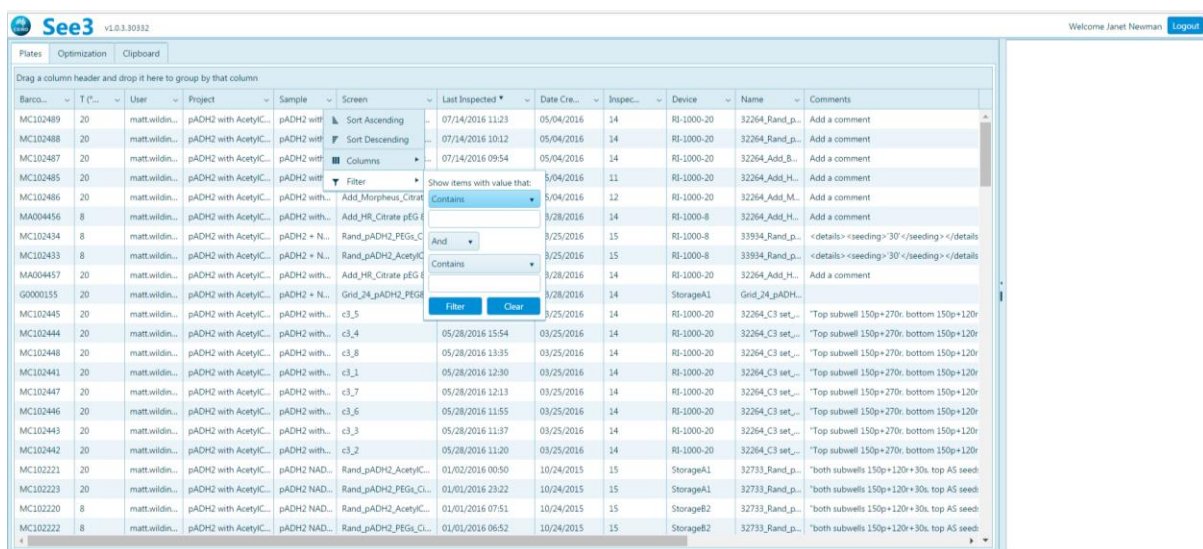 See3 v1.0.3.30332 Welcome Janet Newman Logout
Plates Optimization Clipboard
Drag a column header and drop it here to group by that column
Barco... T (°... User Project Sample Screen Last Inspected Date Cre... Inspec... Device Name Comments
MC102489 20 matt.wildin... pADH2 with AcetylC... pADH2 with 07/14/2016 11:23 05/04/2016 14 RI-1000-20 32264_Rand_p... Add a comment
Sort Ascending
MC102488 20 matt.wildin... pADH2 with AcetylC... pADH2 with 07/14/2016 10:12 05/04/2016 14 RI-1000-20 32264_Rand_p... Add a comment
Sort Descending
MC102487 20 matt.wildin... pADH2 with AcetylC... pADH2 with 07/14/2016 09:54 05/04/2016 14 RI-1000-20 32264_Add_B... Add a comment
Columns
MC102485 20 matt.wildin... pADH2 with AcetylC... pADH2 with 5/04/2016 11 RI-1000-20 32264_Add_H... Add a comment
Filter
Show items with value that:
MC102486 20 matt.wildin... pADH2 with AcetylC... pADH2 with... Add_Morpheus_Citrat 5/04/2016 12 RI-1000-20 32264_Add_M... Add a comment
Contains
MA004456 8 matt.wildin... pADH2 with AcetylC... pADH2 with... Add_HR_Citrate pEG 3/28/2016 14 RI-1000-8 32264_Add_H... Add a comment
MC102434 8 matt.wildin... pADH2 with AcetylC... pADH2 + N... Rand_pADH2_PEGs_C 3/25/2016 15 RI-1000-8 33934_Rand_p... <details><seeding>'30'</seeding></details
And
MC102433 8 matt.wildin... pADH2 with AcetylC... pADH2 + N... Rand_pADH2_AcetylC 3/25/2016 15 RI-1000-8 33934_Rand_p... <details><seeding>'30'</seeding></details
Contains
MA004457 20 matt.wildin... pADH2 with AcetylC... pADH2 with... Add_HR_Citrate pEG 3/28/2016 14 RI-1000-20 32264_Add_H... Add a comment
G0000155 20 matt.wildin... pADH2 with AcetylC... pADH2 + N... Grid_24_pADH2_PEG 3/28/2016 14 StorageA1 Grid_24_pADH...
Filter Clear
MC102445 20 matt.wildin... pADH2 with AcetylC... pADH2 with... c3_5 3/25/2016 14 RI-1000-20 32264_C3 set_... "Top subwell 150p+270r. bottom 150p+120r
MC102444 20 matt.wildin... pADH2 with AcetylC... pADH2 with... c3_4 05/28/2016 15:54 03/25/2016 14 RI-1000-20 32264_C3 set_... "Top subwell 150p+270r. bottom 150p+120r
MC102448 20 matt.wildin... pADH2 with AcetylC... pADH2 with... c3_8 05/28/2016 13:35 03/25/2016 14 RI-1000-20 32264_C3 set_... "Top subwell 150p+270r. bottom 150p+120r
MC102441 20 matt.wildin... pADH2 with AcetylC... pADH2 with... c3_1 05/28/2016 12:30 03/25/2016 14 RI-1000-20 32264_C3 set_... "Top subwell 150p+270r. bottom 150p+120r
MC102447 20 matt.wildin... pADH2 with AcetylC... pADH2 with... c3_7 05/28/2016 12:13 03/25/2016 14 RI-1000-20 32264_C3 set_... "Top subwell 150p+270r. bottom 150p+120r
MC102446 20 matt.wildin... pADH2 with AcetylC... pADH2 with... c3_6 05/28/2016 11:55 03/25/2016 14 RI-1000-20 32264_C3 set_... "Top subwell 150p+270r. bottom 150p+120r
MC102443 20 matt.wildin... pADH2 with AcetylC... pADH2 with... c3_3 05/28/2016 11:37 03/25/2016 14 RI-1000-20 32264_C3 set_... "Top subwell 150p+270r. bottom 150p+120r
MC102442 20 matt.wildin... pADH2 with AcetylC... pADH2 with... c3_2 05/28/2016 11:20 03/25/2016 14 RI-1000-20 32264_C3 set_... "Top subwell 150p+270r. bottom 150p+120r
MC102221 20 matt.wildin... pADH2 with AcetylC... pADH2 NAD... Rand_pADH2_AcetylC... 01/02/2016 00:50 10/24/2015 15 StorageA1 32733_Rand_p... "both subwells 150p+120r+30s. top AS seeds
MC102223 20 matt.wildin... pADH2 with AcetylC... pADH2 NAD... Rand_pADH2_PEGs_Ci... 01/01/2016 23:22 10/24/2015 15 StorageA1 32733_Rand_p... "both subwells 150p+120r+30s. top AS seeds
MC102220 8 matt.wildin... pADH2 with AcetylC... pADH2 NAD... Rand_pADH2_AcetylC... 01/01/2016 07:51 10/24/2015 15 StorageB2 32733_Rand_p... "both subwells 150p+120r+30s. top AS seeds
MC102222 8 matt.wildin... pADH2 with AcetylC... pADH2 NAD... Rand_pADH2_PEGs_Ci... 01/01/2016 06:52 10/24/2015 15 StorageB2 32733_Rand_p... "both subwells 150p+120r+30s. top AS seeds